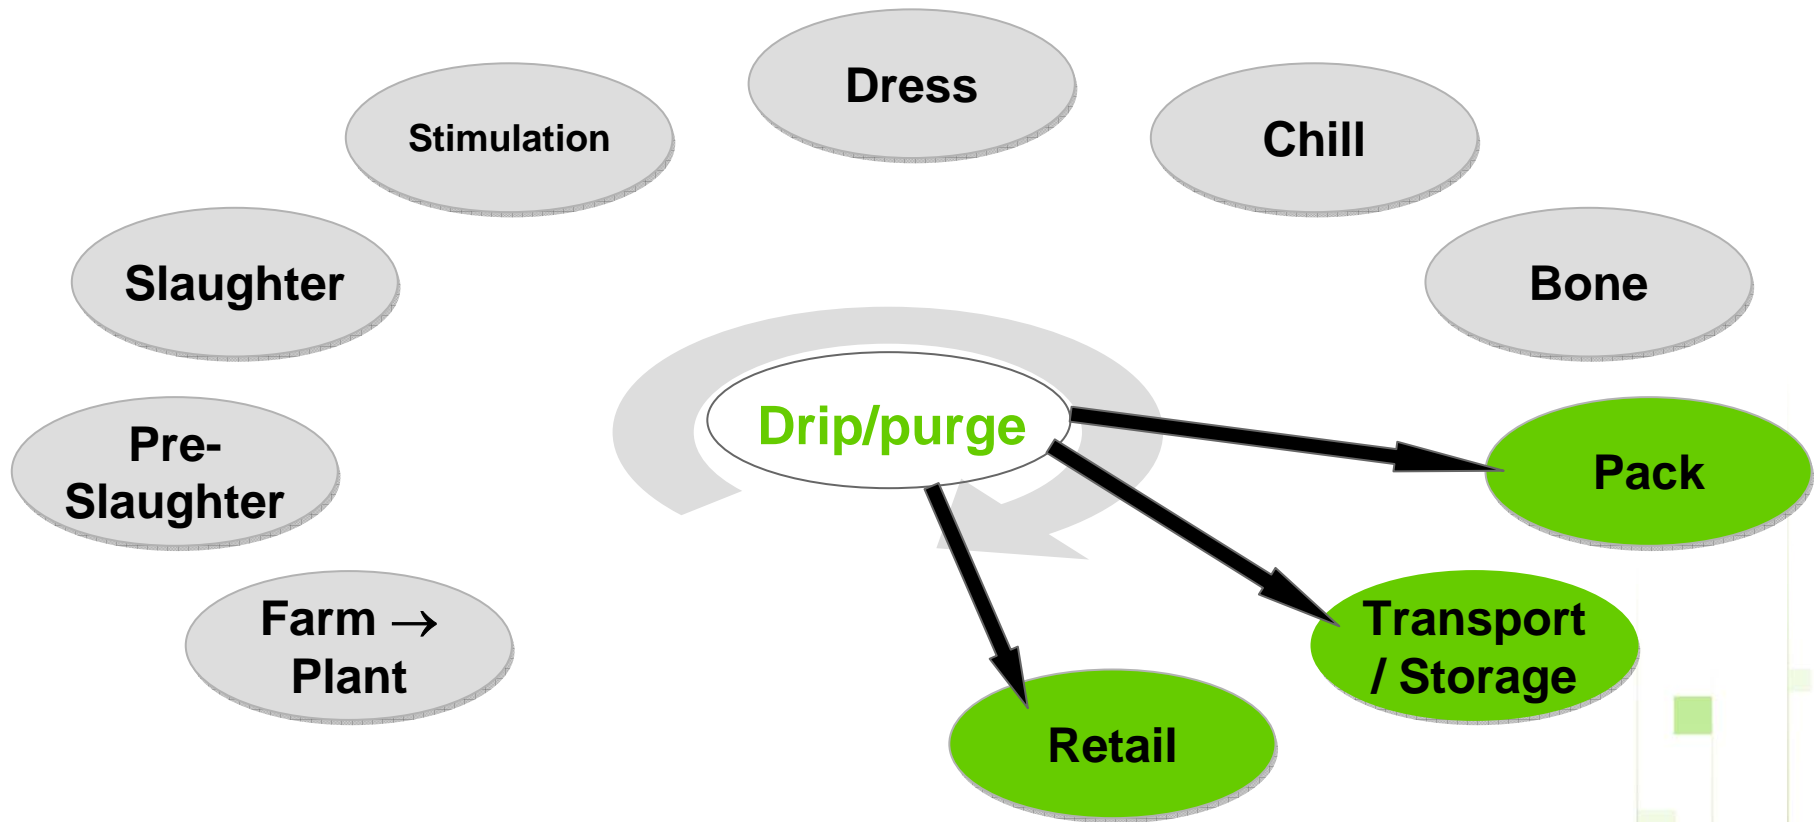 Dress
Stimulation
Chill
Slaughter
Bone
Pre-
Slaughter
Drip/purge
Pack
Farm →
Plant
Transport
/ Storage
Retail